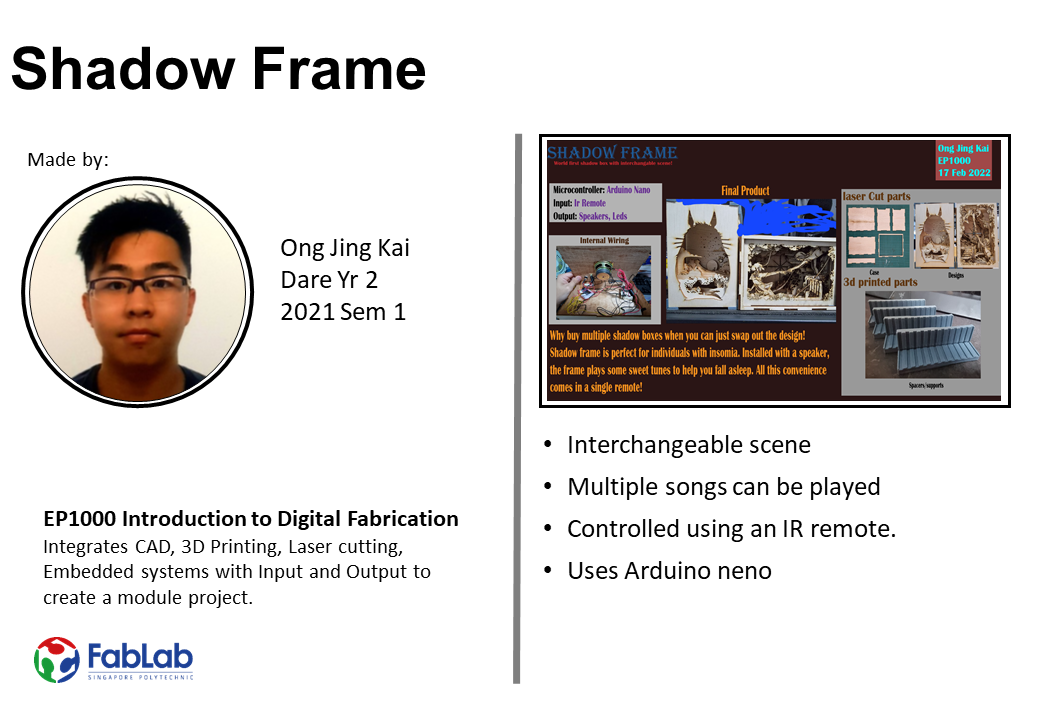 Shadow Frame
Made by:
Ong Jing Kai
Dare Yr 2
2021 Sem 1
EP1000 Introduction to Digital Fabrication
Integrates CAD, 3D Printing, Laser cutting,
Embedded systems with Input and Output to
create a module project.
FabLab
SINGAPORE POLYTECHNIC
SHADOW FRAME
World first shadow box with interchangable scene!
Ong Jing Kai
EP1000
17 Feb 2022
Microcontroller: Arduino Nano
Input: Ir Remote
Output: Speakers, Leds
Internal Wiring
Final Product
laser Cut parts
Case
Designs
3d printed parts
Spacers/supports
Why buy multiple shadow boxes when you can just swap out the design!
Shadow frame is perfect for individuals with insomia. Installed with a speaker,
the frame plays some sweet tunes to help you fall asleep. All this convenience
comes in a single remote!
• Interchangeable scene
• Multiple songs can be played
• Controlled using an IR remote.
• Uses Arduino neno